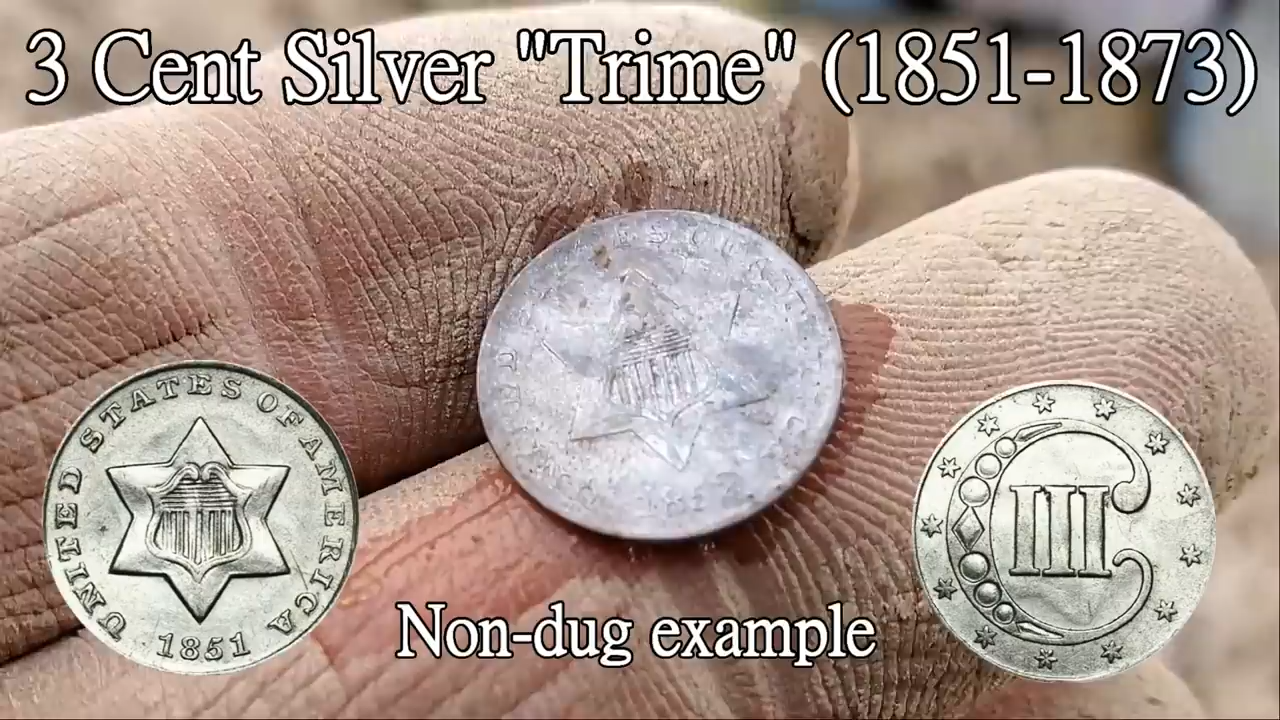 3 Cent Silver "Trime" (1851-1873)
UNITED STATES OF AMERICA
1851
III
Non-dug example